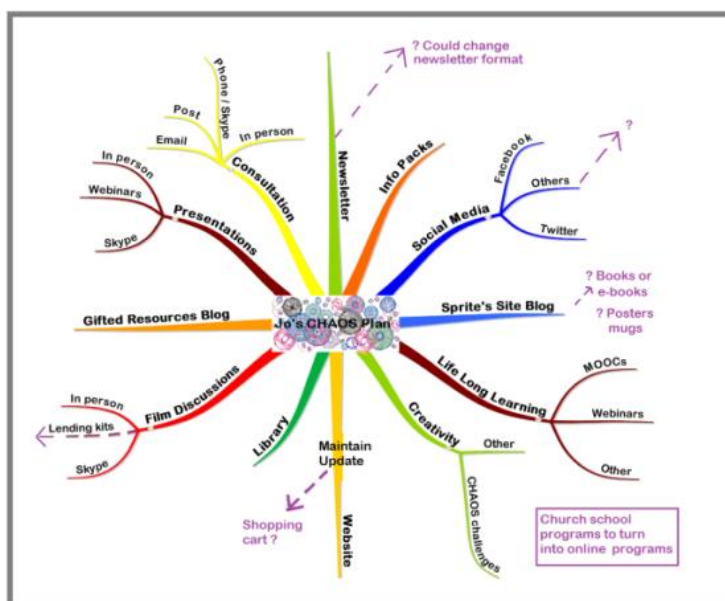 ? Could change
newsletter format
Phone / Skype
Post
Email
In person
Consultation
Newsletter
Info Packs
Facebook
Others
?
Twitter
Social Media
In person
Webinars
Skype
Presentations
Gifted Resources Blog
Jo's CHAOS Plan
Sprite's Site Blog
? Books or
e-books
? Posters
mugs
In person
Lending kits
Skype
Film Discussions
Library
Maintain
Update
Website
Shopping
cart ?
Creativity
Other
CHAOS challenges
Life Long Learning
MOOCs
Webinars
Other
Church school
programs to turn
into online programs